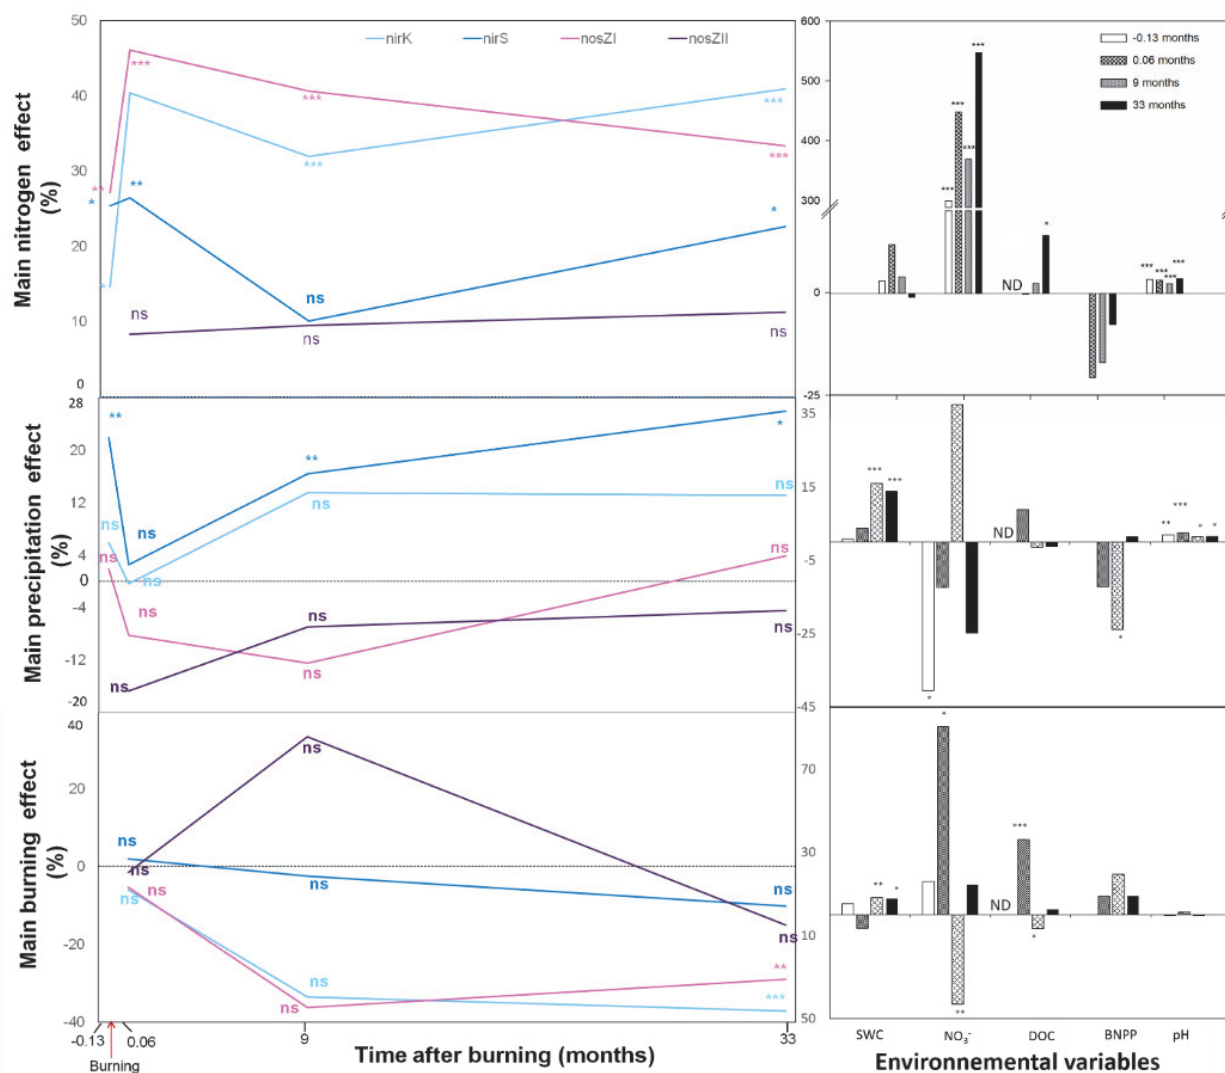 50
nirK nirS nosZI nosZII
***
40
***
***
***
30
**
*
**
***
*
20
*
ns
ns
10
ns
ns
0
Main nitrogen effect
(%)
600
-0.13 months
0.06 months
9 months
33 months
500
400
300
***
***
***
***
ND
*
***
***
***
***
0
-25
28
**
20
**
*
12
ns
ns
ns
ns
ns
4
ns
ns
ns
0
-4
ns
ns
ns
-12
ns
ns
-20
Main precipitation effect
(%)
35
15
***
***
*
ND
*
**
***
*
*
-5
-25
-45
40
20
ns
ns
0
ns
ns
ns
ns
ns
ns
-20
ns
ns
**
***
-40
Main burning effect
(%)
-0.13
0.06
9
33
Burning
Time after burning (months)
70
30
**
*
*
**
ND
***
*
10
50
SWC NO3- DOC BNPP pH
Environnemental variables